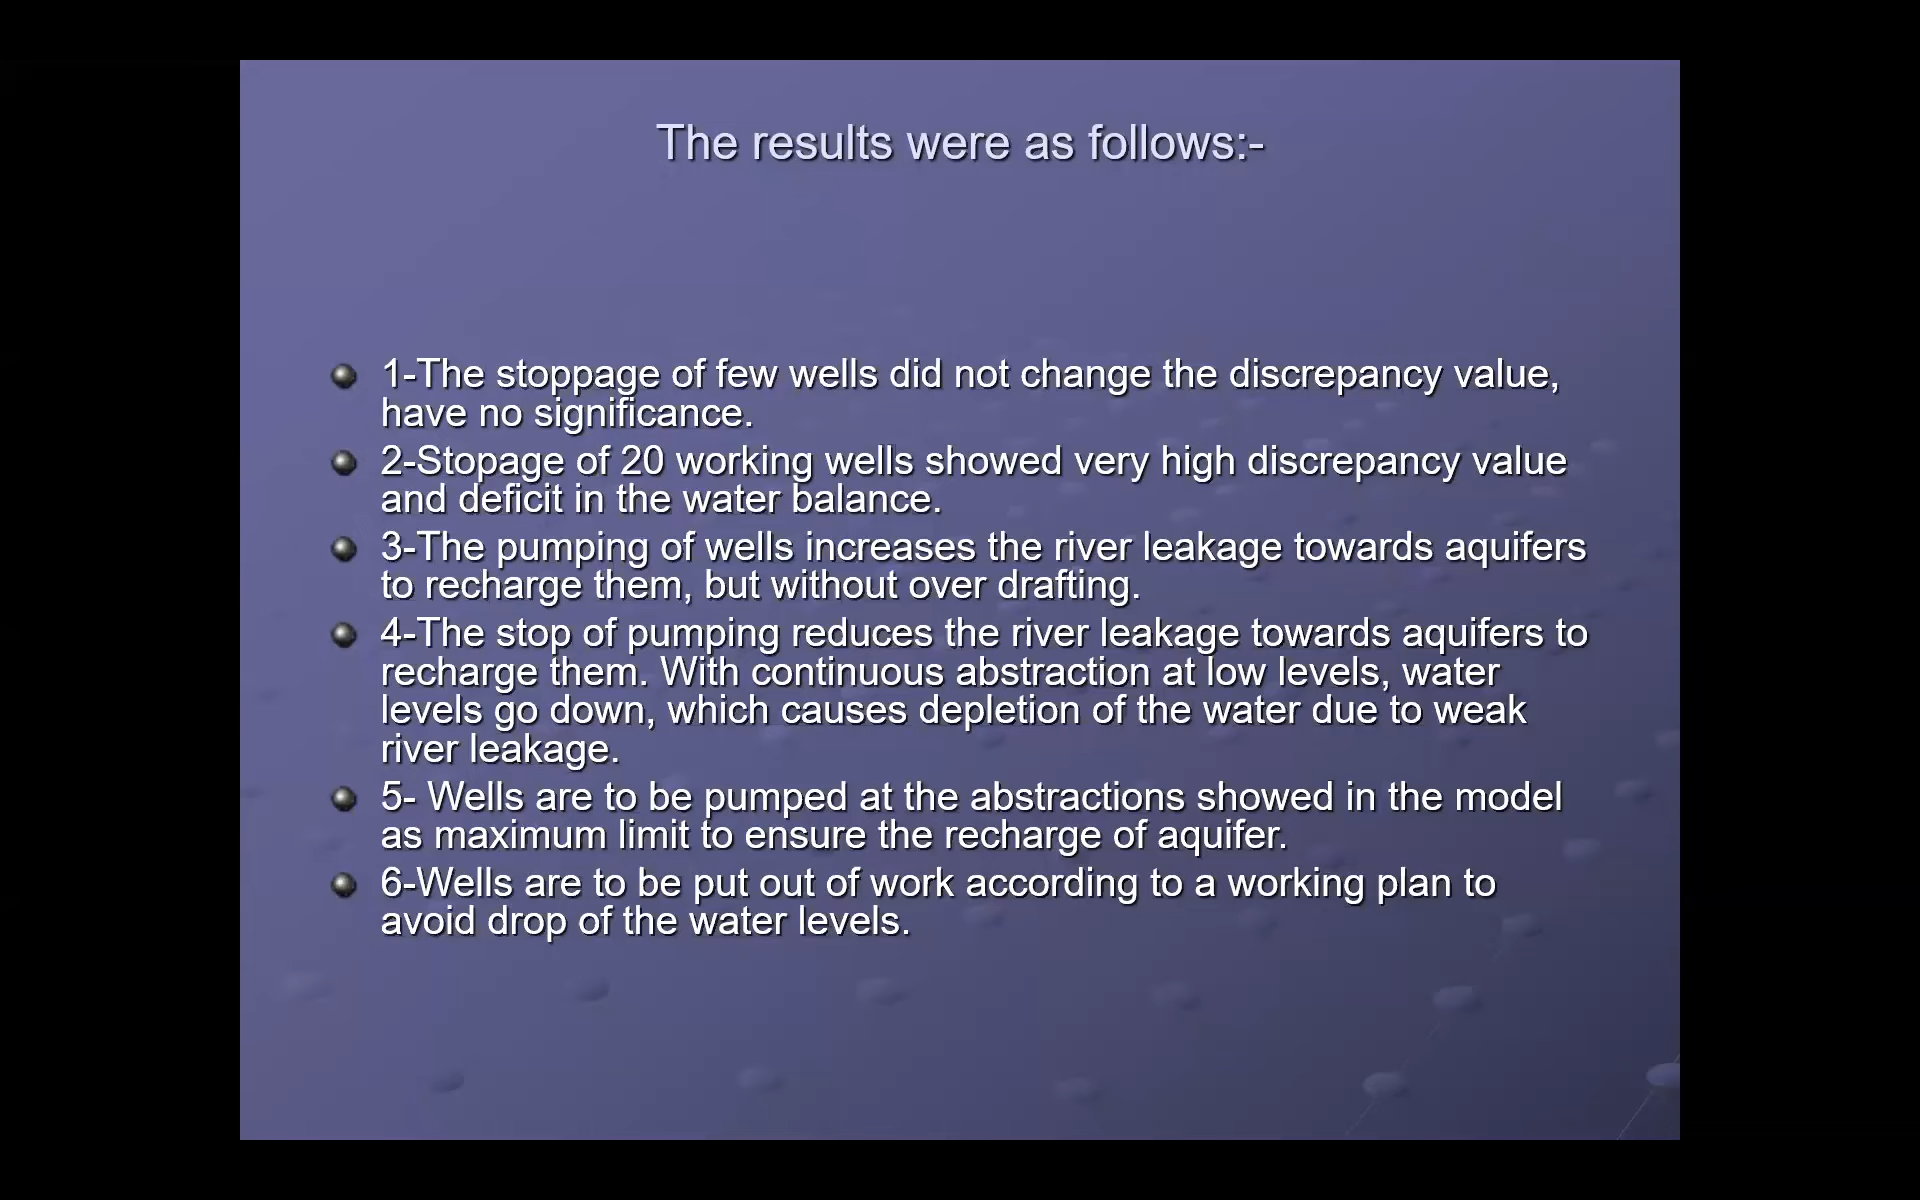 The results were as follows:-
1-The stoppage of few wells did not change the discrepancy value,
have no significance.
2-Stopage of 20 working wells showed very high discrepancy value
and deficit in the water balance.
3-The pumping of wells increases the river leakage towards aquifers
to recharge them, but without over drafting.
4-The stop of pumping reduces the river leakage towards aquifers to
recharge them. With continuous abstraction at low levels, water
levels go down, which causes depletion of the water due to weak
river leakage.
5- Wells are to be pumped at the abstractions showed in the model
as maximum limit to ensure the recharge of aquifer.
6-Wells are to be put out of work according to a working plan to
avoid drop of the water levels.